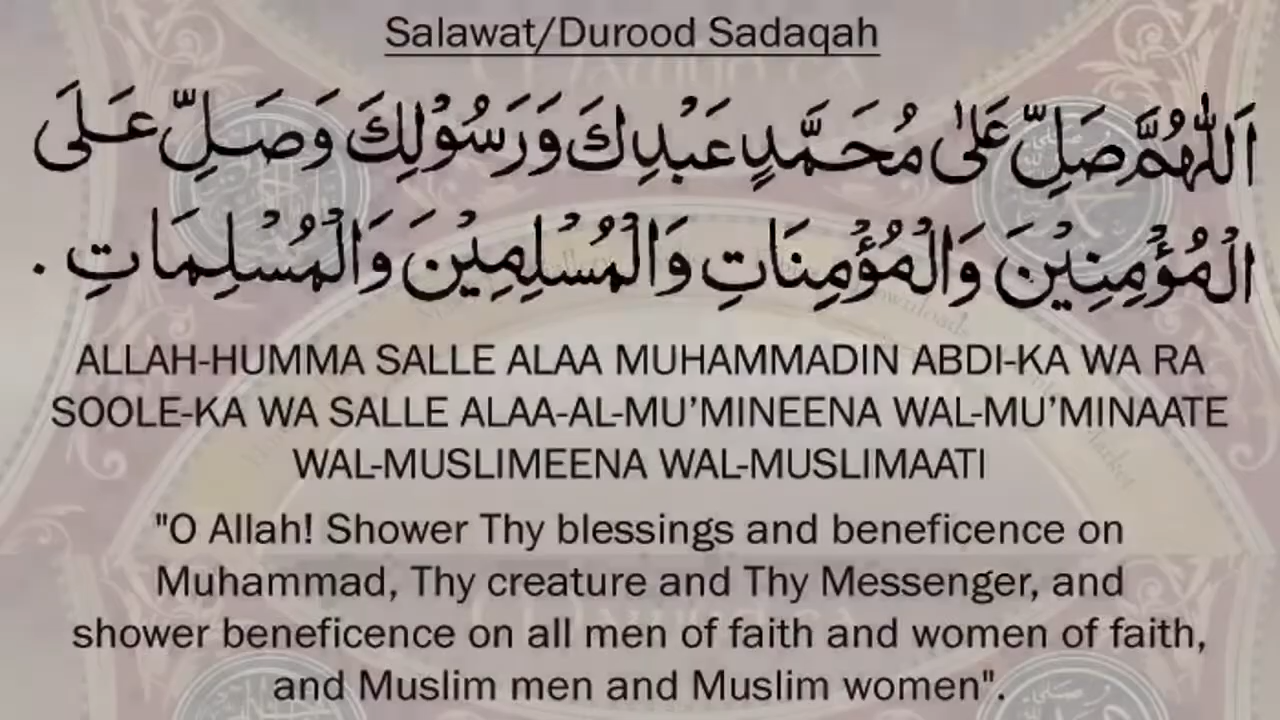 Salawat/Durood Sadaqah
اَللّٰهُمَّ صَلِّ عَلٰى مُحَمَّدٍ عَبْدِكَ وَرَسُوْلِكَ وَصَلِّ عَلَى
الْمُؤْمِنِيْنَ وَالْمُؤْمِنَاتِ وَالْمُسْلِمِيْنَ وَالْمُسْلِمَاتِ .
ALLAH-HUMMA SALLE ALAA MUHAMMADIN ABDI-KA WA RA
SOOLE-KA WA SALLE ALAA-AL-MU’MINEENA WAL-MU’MINAATE
WAL-MUSLIMEENA WAL-MUSLIMAATI
"O Allah! Shower Thy blessings and beneficence on
Muhammad, Thy creature and Thy Messenger, and
shower beneficence on all men of faith and women of faith,
and Muslim men and Muslim women".